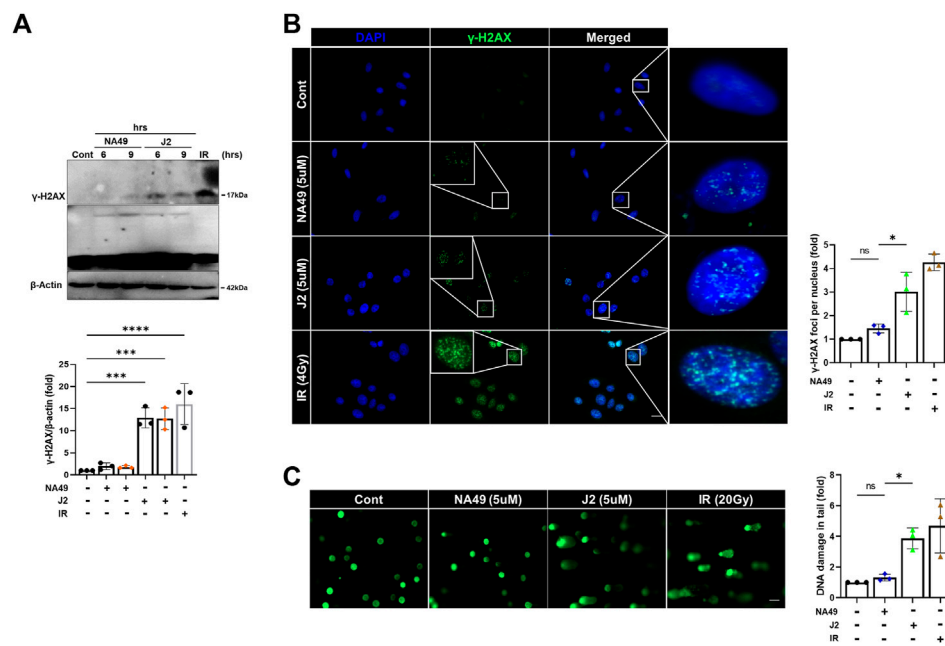 A
hrs
NA49 J2
Cont 6 9 6 9 IR (hrs)
γ-H2AX
17kDa
β-Actin
42kDa
****
***
***
γ-H2AX/β-actin (fold)
25
20
15
10
5
0
NA49 - + + - - -
J2 - - - + + -
IR - - - - - +
B
DAPI γ-H2AX Merged
Cont
NA49 (5uM)
J2 (5uM)
IR (4Gy)
γ-H2AX foci per nucleus (fold)
ns
*
5
4
3
2
1
0
NA49 - + - -
J2 - - + -
IR - - - +
C
Cont NA49 (5uM) J2 (5uM) IR (20Gy)
DNA damage in tail (fold)
ns
*
8
6
4
2
0
NA49 - + - -
J2 - - + -
IR - - - +